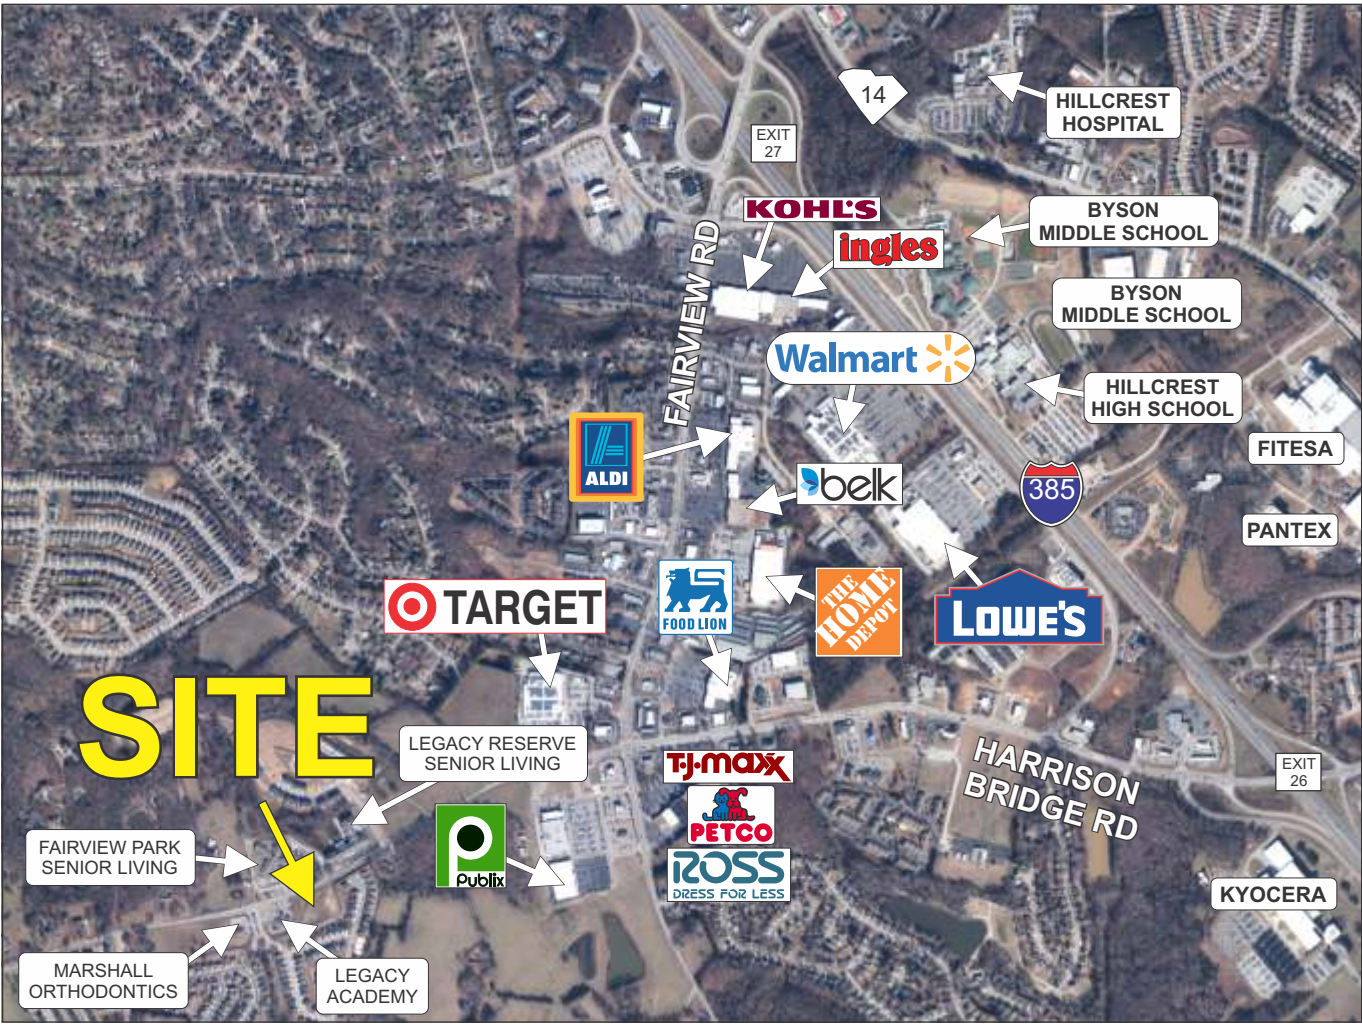 14
HILLCREST
HOSPITAL
EXIT
27
KOHL'S
ingles
BYSON
MIDDLE SCHOOL
BYSON
MIDDLE SCHOOL
FAIRVIEW RD
Walmart
HILLCREST
HIGH SCHOOL
FITESA
ALDI
belk
385
PANTEX
TARGET
FOOD LION
THE
HOME
DEPOT
LOWE'S
SITE
LEGACY RESERVE
SENIOR LIVING
T.J.maxx
HARRISON
BRIDGE RD
EXIT
26
PETCO
FAIRVIEW PARK
SENIOR LIVING
Publix
ROSS
DRESS FOR LESS
KYOCERA
MARSHALL
ORTHODONTICS
LEGACY
ACADEMY